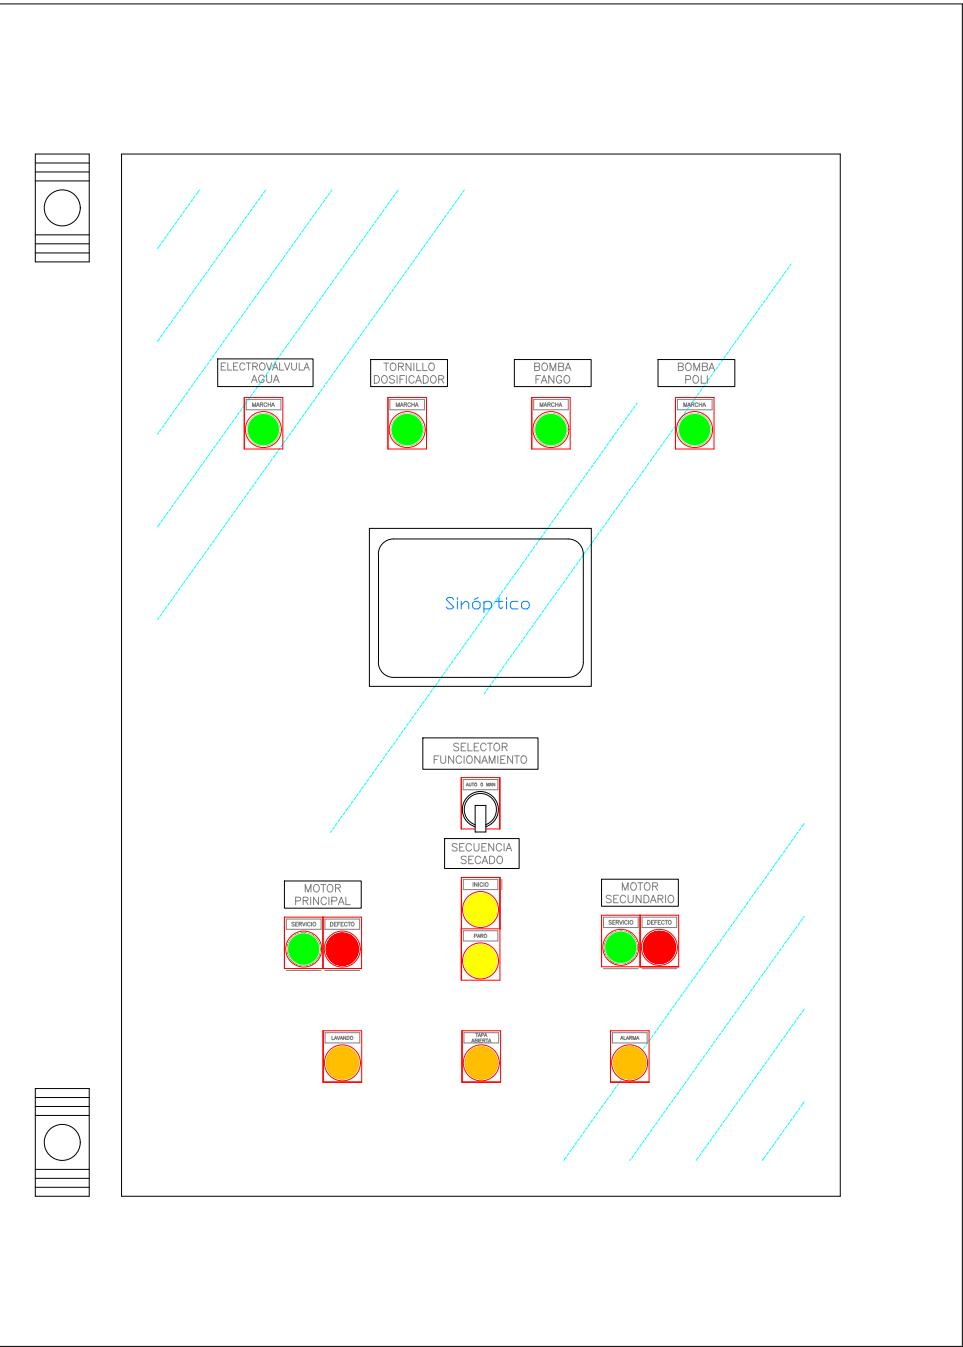 ELECTROVALVULA
AGUA
TORNILLO
DOSIFICADOR
BOMBA
FANGO
BOMBA
POLI
MARCHA
MARCHA
MARCHA
MARCHA
Sinóptico
SELECTOR
FUNCIONAMIENTO
AUTO 0 MAN
SECUENCIA
SECADO
INICIO
PARO
MOTOR
PRINCIPAL
SERVICIO
DEFECTO
MOTOR
SECUNDARIO
SERVICIO
DEFECTO
LAVANDO
TAPA
ABIERTA
ALARMA